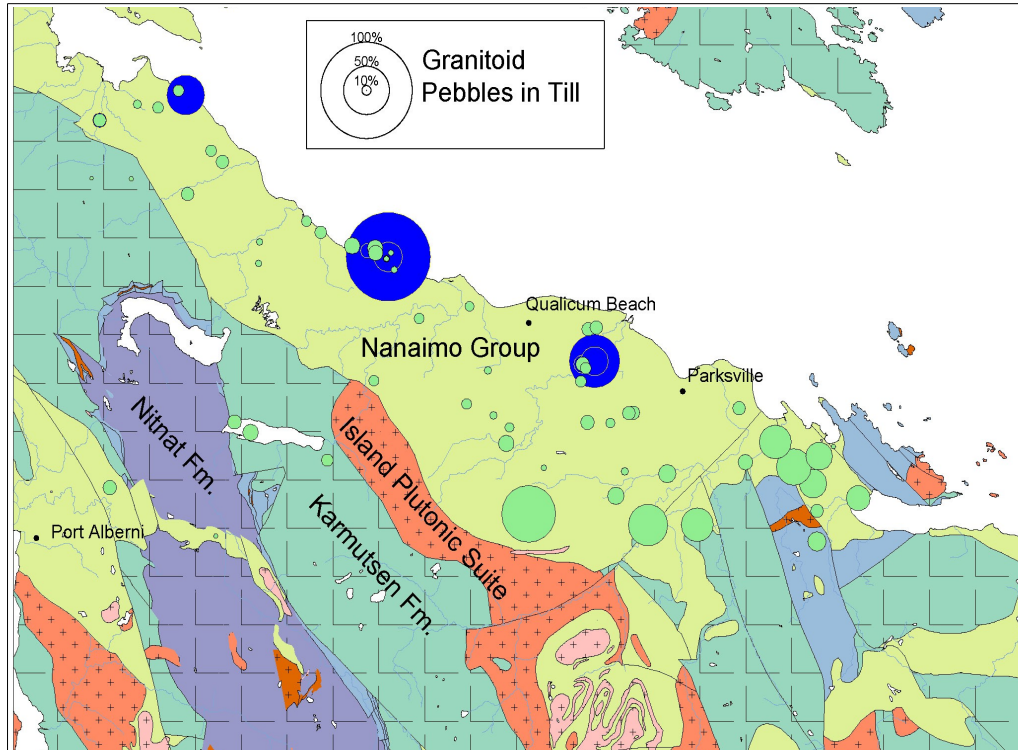 100%
50%
10%
Granitoid
Pebbles in Till
Qualicum Beach
Nanaimo Group
Parksville
Nitnat Fm.
Island Plutonic Suite
Karmutsen Fm.
Port Alberni